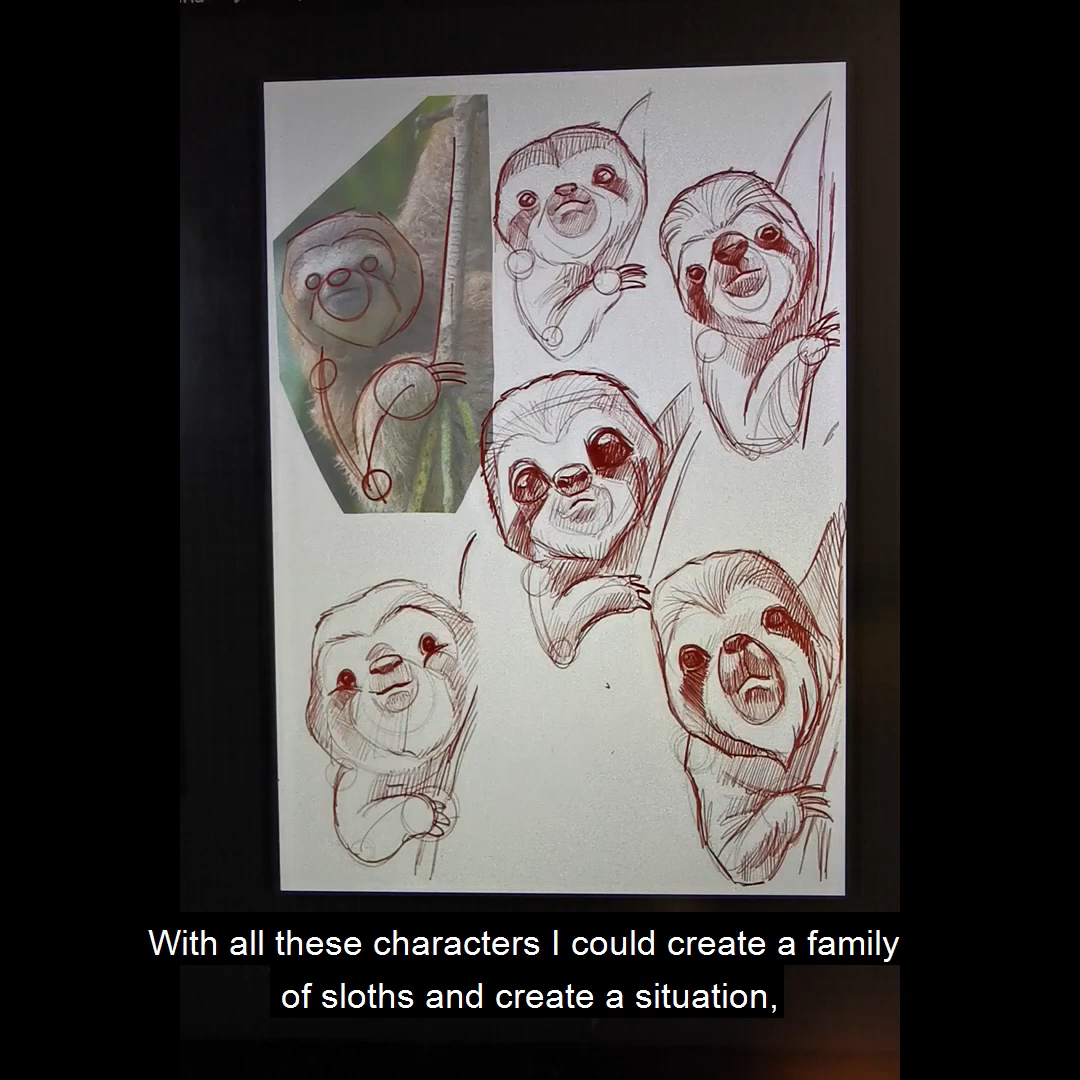 With all these characters I could create a family
of sloths and create a situation,